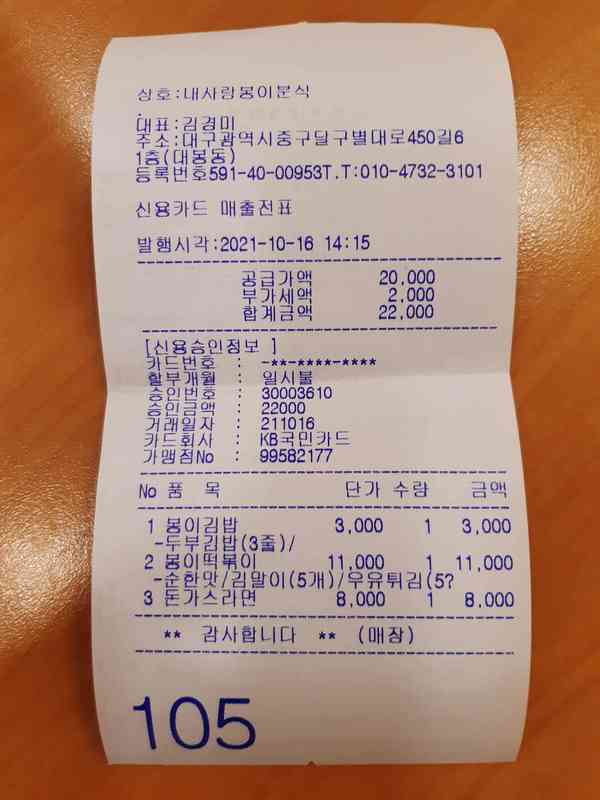 상호:내사랑봉이분식
.
대표:김경미
주소:대구광역시중구달구별대로450길6
1층(대봉동)
등록번호591-40-00953T.T:010-4732-3101
신용카드 매출전표
발행시각:2021-10-16 14:15
공급가액 20,000
부가세액 2,000
합계금액 22,000
[신용승인정보 ]
카드번호 : -**-****-****
할부개월 : 일시불
승인번호 : 30003610
승인금액 : 22000
거래일자 : 211016
카드회사 : KB국민카드
가맹점No : 99582177
No 품 목 단가 수량 금액
1 봉이김밥 3,000 1 3,000
-두부김밥(3줄)/
2 봉이떡볶이 11,000 1 11,000
-순한맛/김말이(5개)/우유튀김(5?
3 돈가스라면 8,000 1 8,000
** 감사합니다 ** (매장)
105